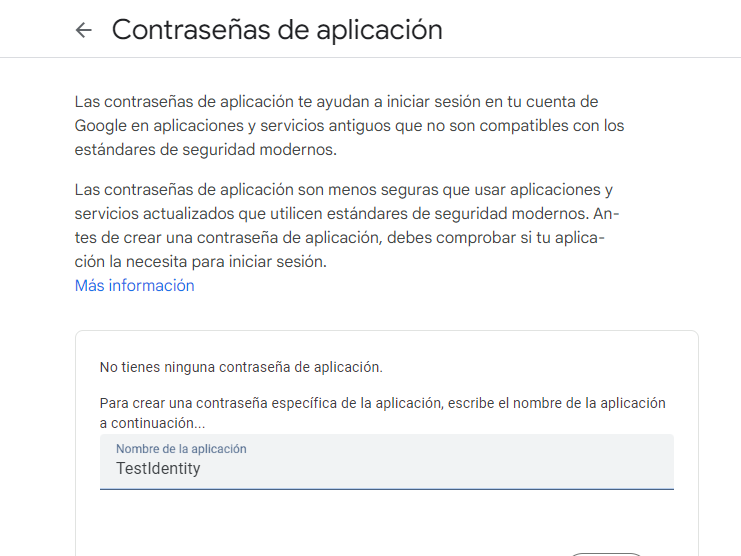 Contraseñas de aplicación
Las contraseñas de aplicación te ayudan a iniciar sesión en tu cuenta de
Google en aplicaciones y servicios antiguos que no son compatibles con los
estándares de seguridad modernos.
Las contraseñas de aplicación son menos seguras que usar aplicaciones y
servicios actualizados que utilicen estándares de seguridad modernos. An-
tes de crear una contraseña de aplicación, debes comprobar si tu aplica-
ción la necesita para iniciar sesión.
Más información
No tienes ninguna contraseña de aplicación.
Para crear una contraseña específica de la aplicación, escribe el nombre de la aplicación
a continuación...
Nombre de la aplicación
TestIdentity